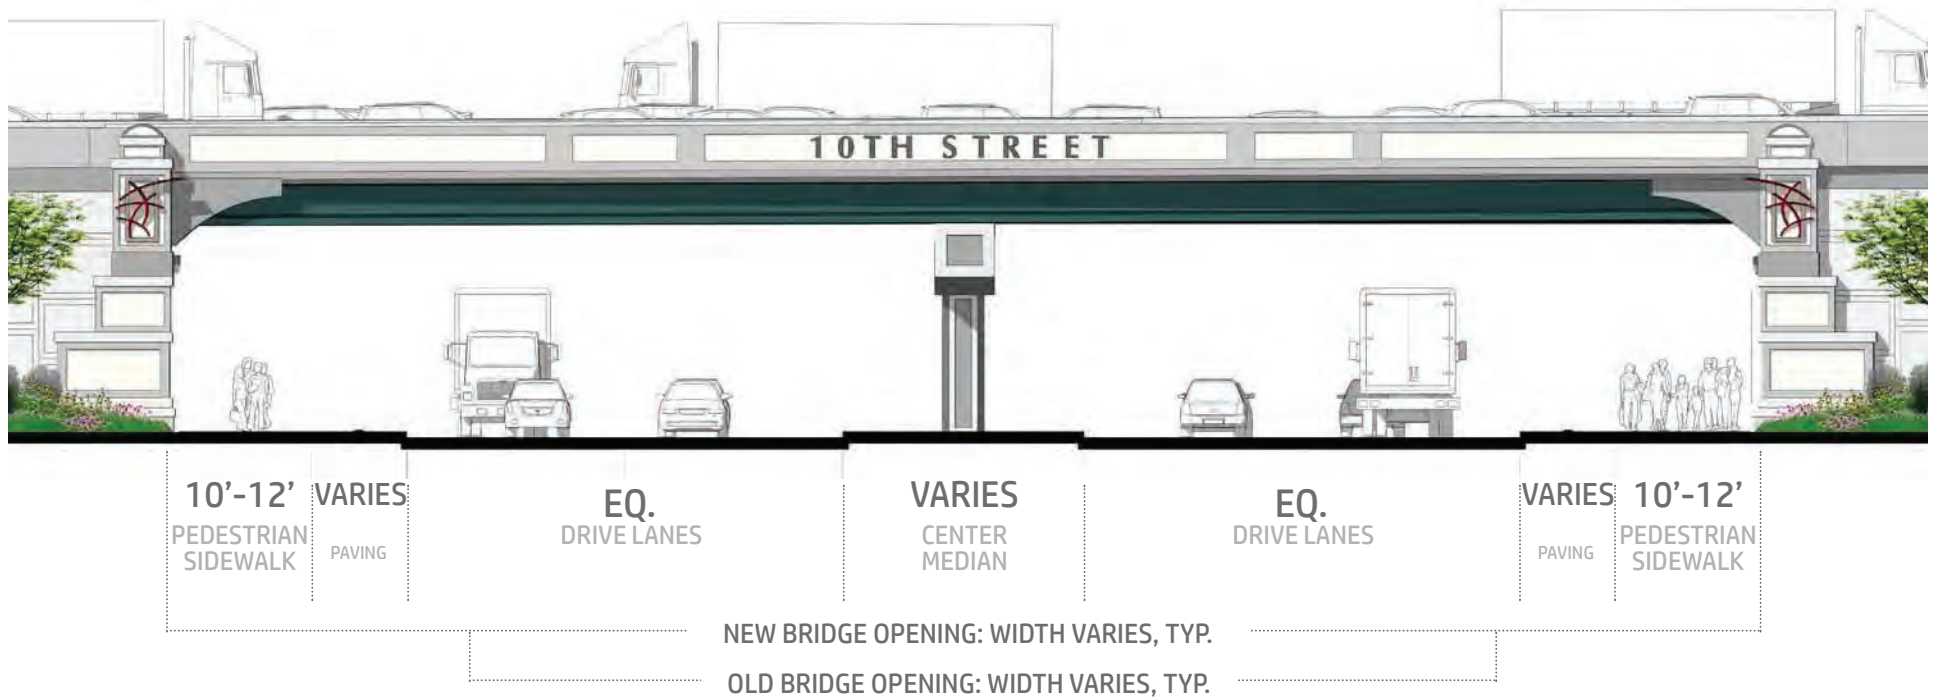 10TH STREET
10'-12'
PEDESTRIAN
SIDEWALK
VARIES
PAVING
EQ.
DRIVE LANES
VARIES
CENTER
MEDIAN
EQ.
DRIVE LANES
VARIES
PAVING
10'-12'
PEDESTRIAN
SIDEWALK
NEW BRIDGE OPENING: WIDTH VARIES, TYP.
OLD BRIDGE OPENING: WIDTH VARIES, TYP.